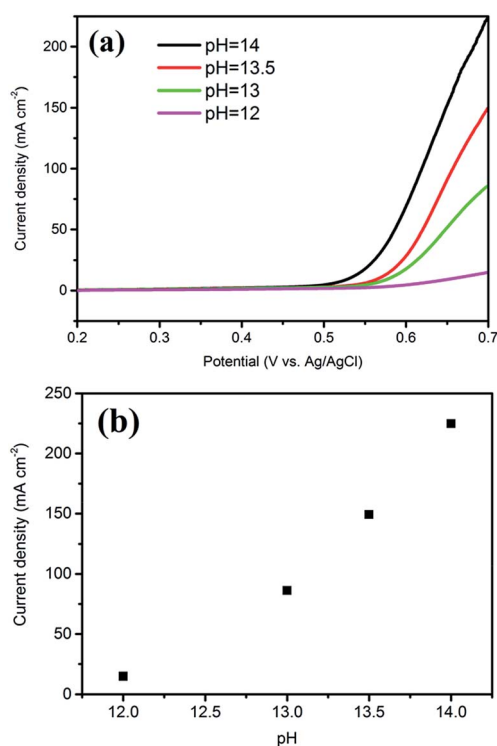 (a)
pH=14
pH=13.5
pH=13
pH=12
225
200
150
100
50
0
Current density (mA cm⁻²)
0.2 0.3 0.4 0.5 0.6 0.7
Potential (V vs. Ag/AgCl)
(b)
250
200
150
100
50
0
Current density (mA cm⁻²)
12.0 12.5 13.0 13.5 14.0
pH